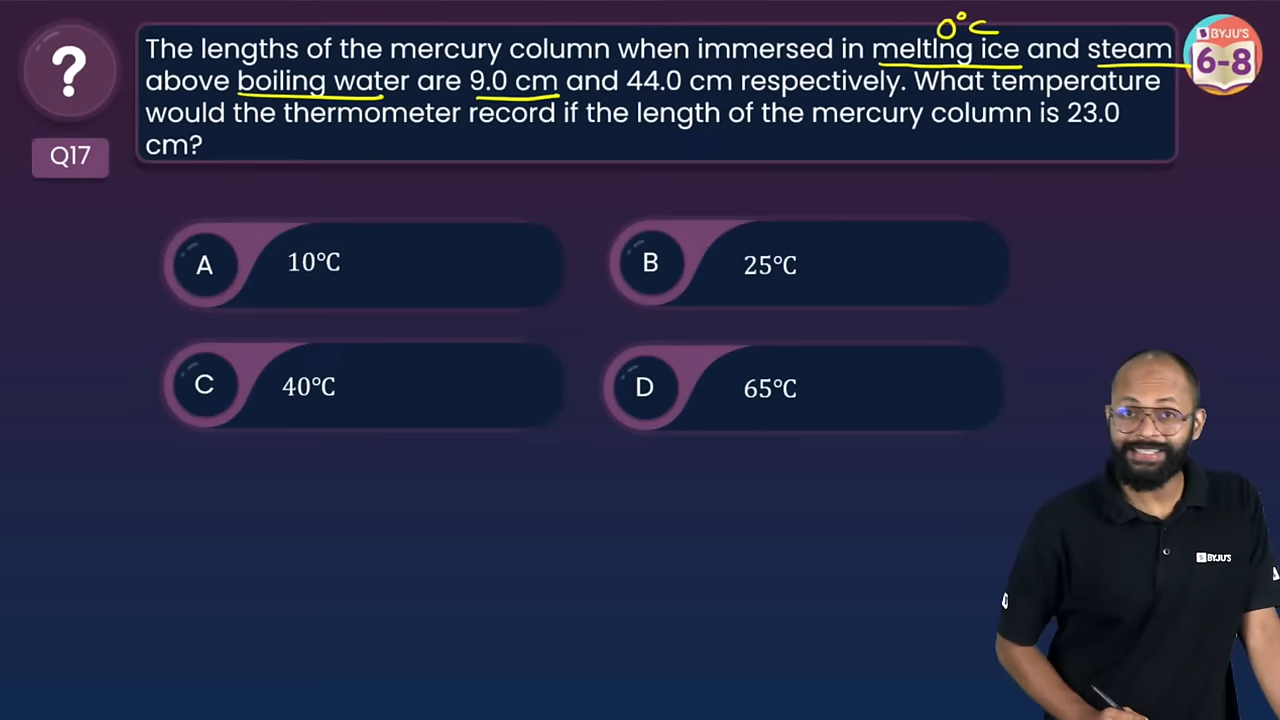 0°C
?
The lengths of the mercury column when immersed in melting ice and steam
above boiling water are 9.0 cm and 44.0 cm respectively. What temperature
would the thermometer record if the length of the mercury column is 23.0
cm?
BYJU'S
6-8
Q17
A 10°C
B 25°C
C 40°C
D 65°C
BYJU'S